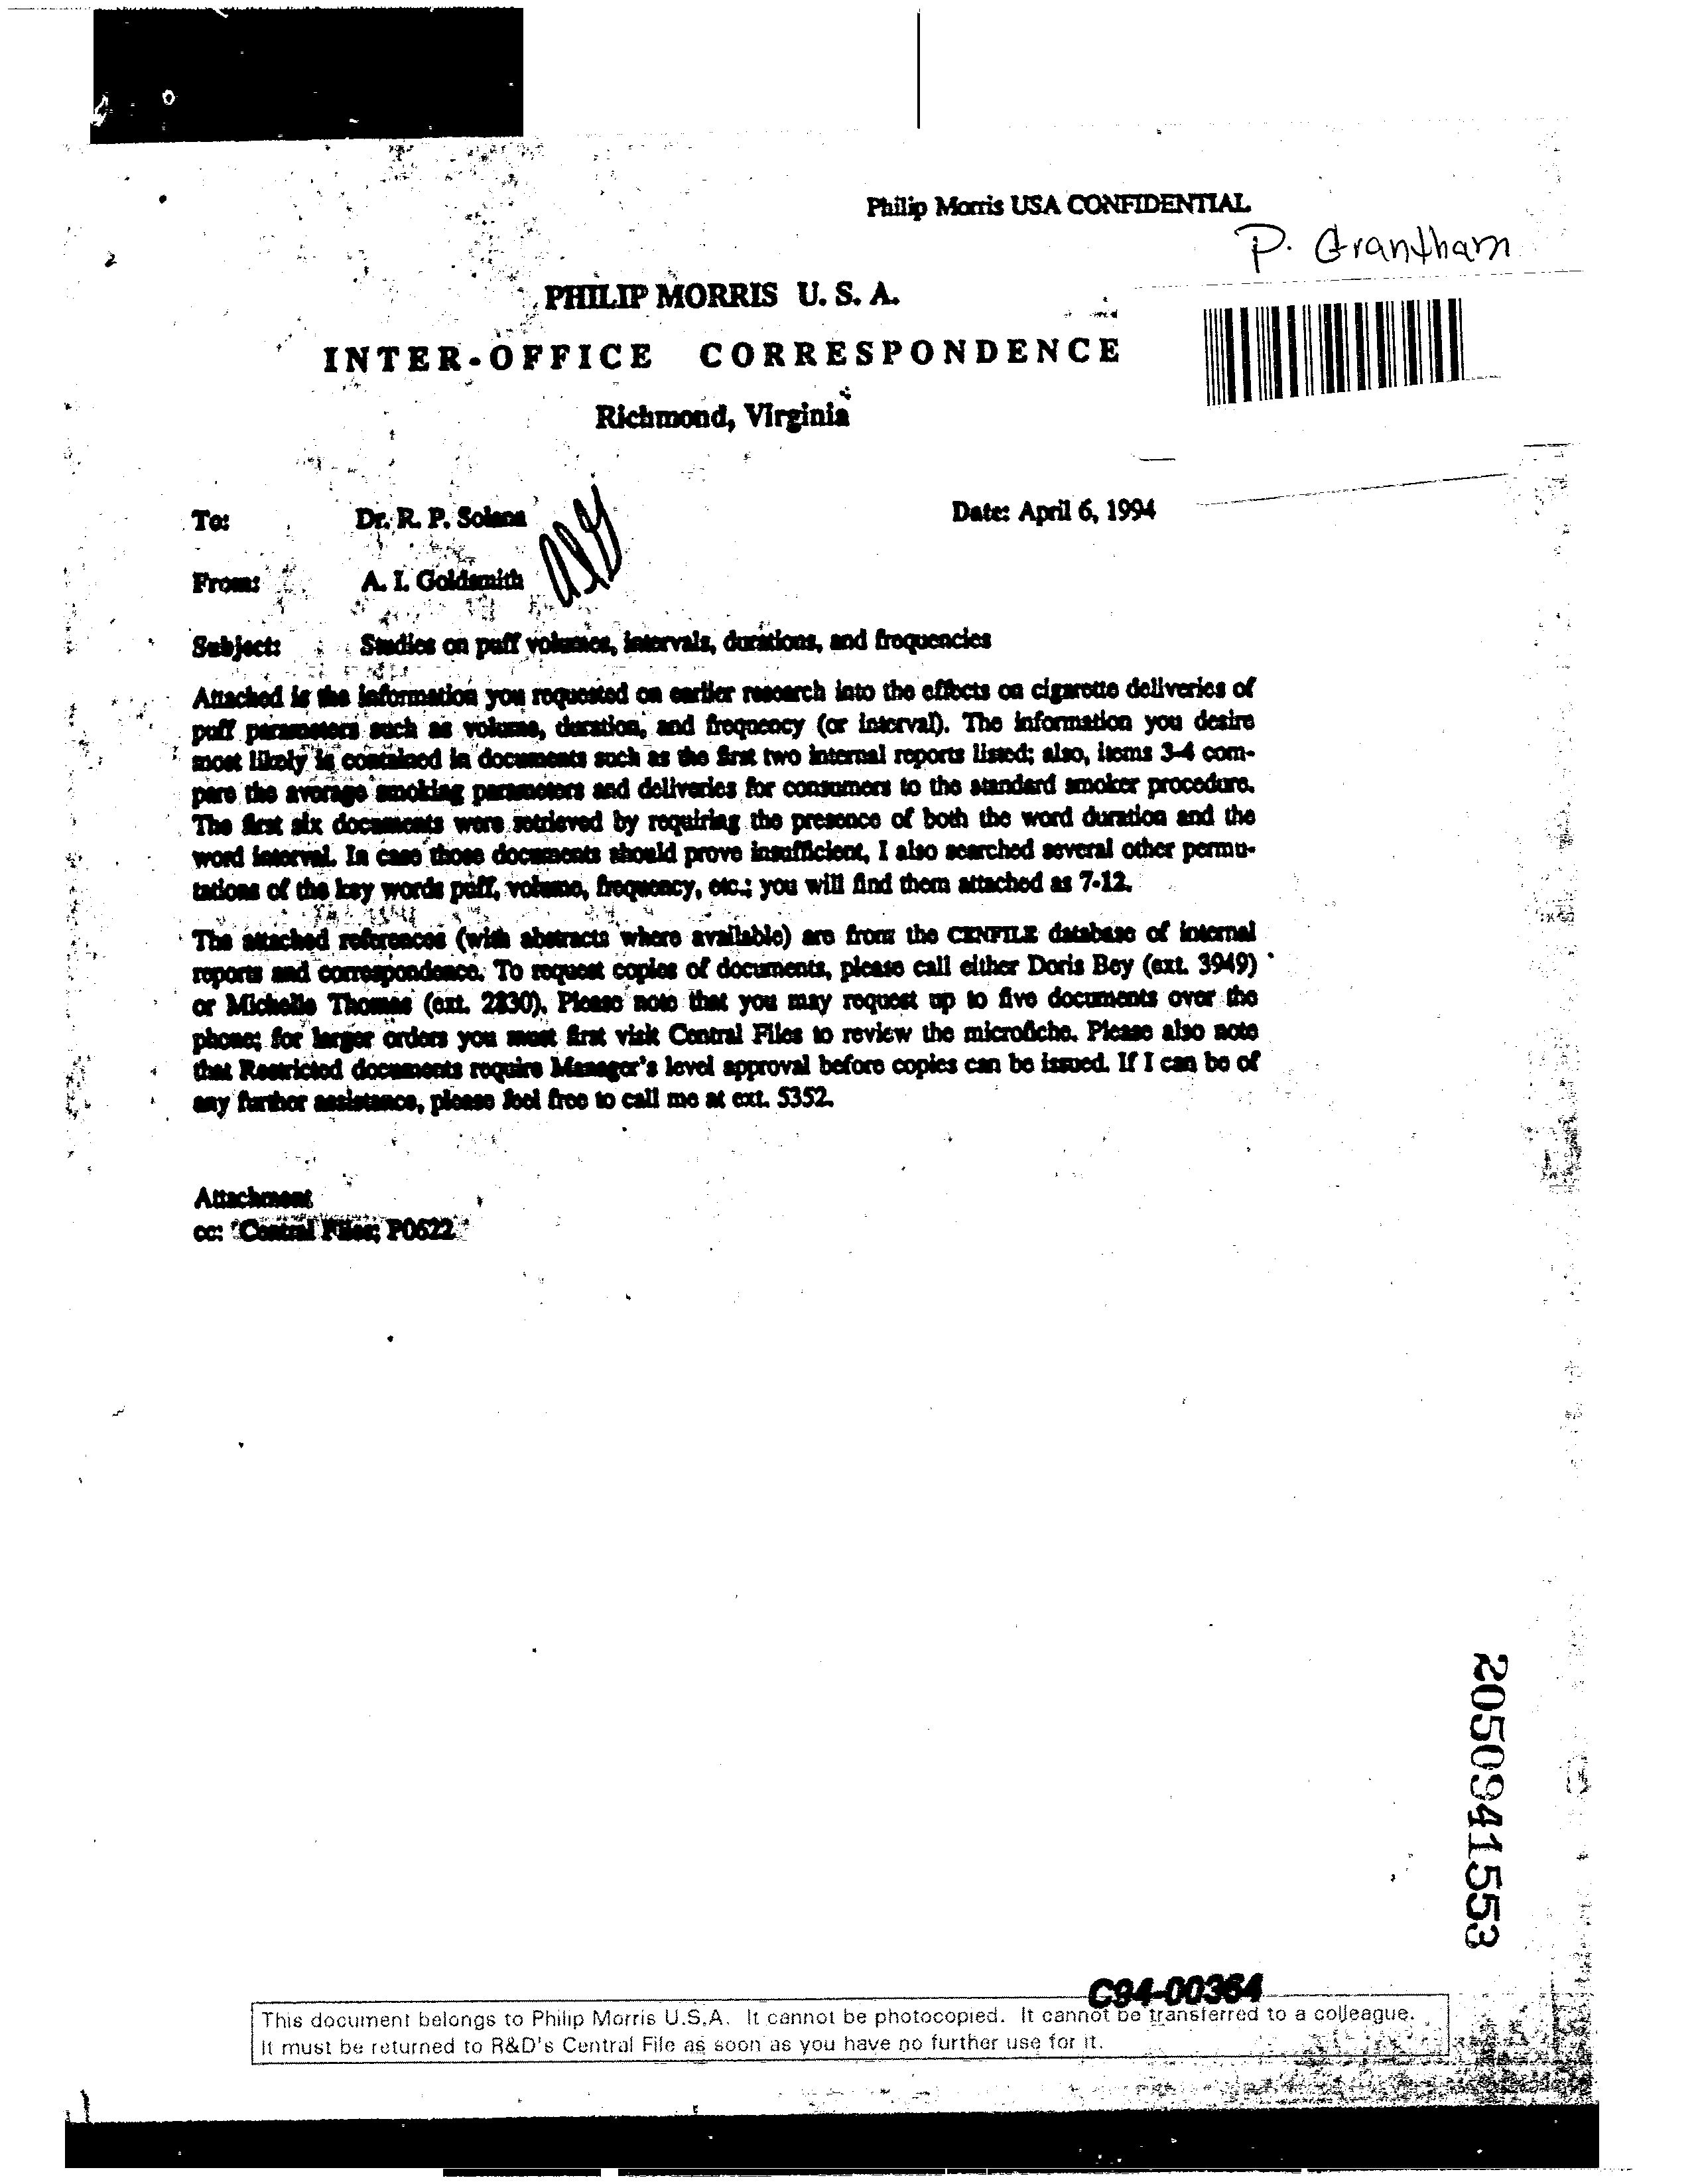 Philip Morris USA CONFIDENTIAL
P. Grantham
PHILIP MORRIS U. S. A.
INTER-OFFICE CORRESPONDENCE
Richmond, Virginia
To: Dr. R. P. Solana Date: April 6, 1994
From: A. I. Goldsmith
Subject: Studies on puff volumes, intervals, durations, and frequencies
Attached is the information you requested on earlier research into the effects on cigarette deliveries of
puff parameters such as volume, duration, and frequency (or interval). The information you desire
most likely is contained in documents such as the first two internal reports listed; also, items 3-4 com-
pare the average smoking parameters and deliveries for consumers to the standard smoker procedure.
The first six documents were retrieved by requiring the presence of both the word duration and the
word interval. In case those documents should prove insufficient, I also searched several other permu-
tations of the key words puff, volume, frequency, etc.; you will find them attached as 7-12.
The attached references (with abstracts where available) are from the CENFILE database of internal
reports and correspondence. To request copies of documents, please call either Doris Bey (ext. 3949)
or Michelle Thomas (ext. 2830). Please note that you may request up to five documents over the
phone; for larger orders you must first visit Central Files to review the microfiche. Please also note
that Restricted documents require Manager's level approval before copies can be issued. If I can be of
any further assistance, please feel free to call me at ext. 5352.
Attachment
cc: Central Files; P0622
2050941553
C94-00364
This document belongs to Philip Morris U.S.A. It cannot be photocopied. It cannot be transferred to a colleague.
It must be returned to R&D's Central File as soon as you have no further use for it.